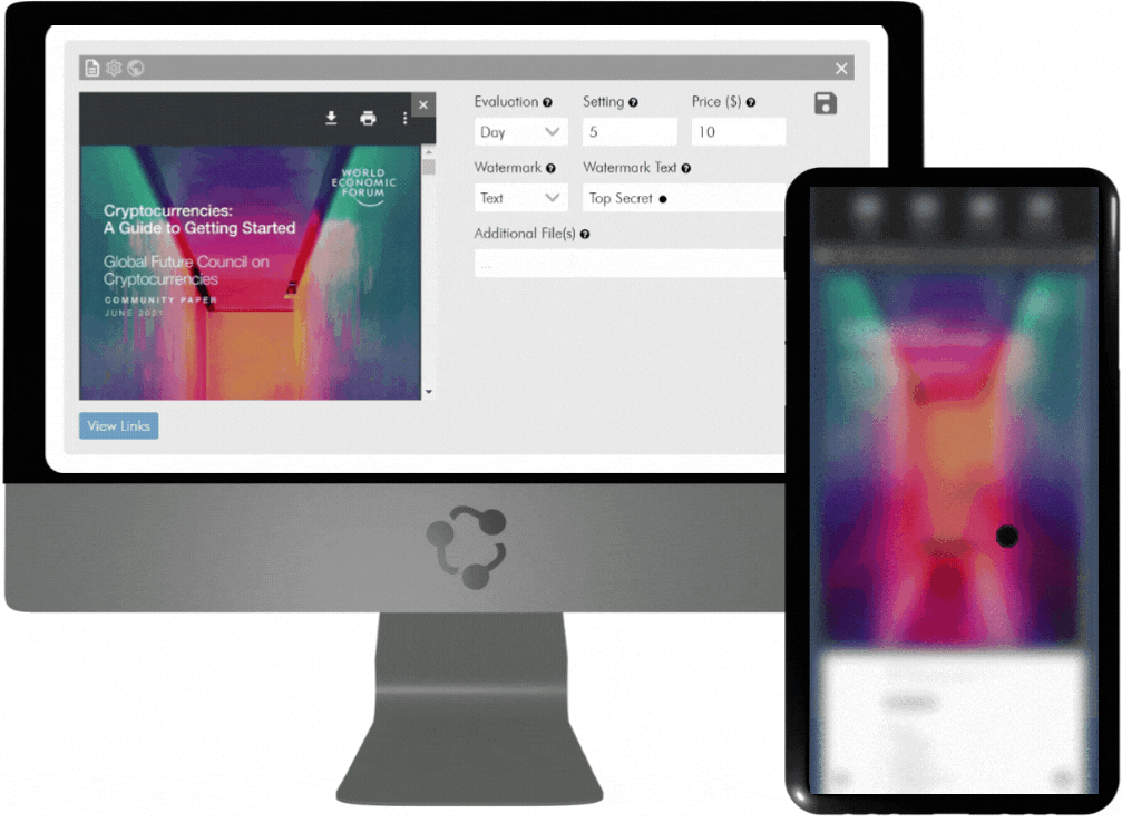 WORLD
ECONOMIC
FORUM
Cryptocurrencies:
A Guide to Getting Started
Global Future Council on
Cryptocurrencies
COMMUNITY PAPER
JUNE 2021
View Links
Evaluation ?
Setting ?
Price ($) ?
Day
5
10
Watermark ?
Watermark Text ?
Text
Top Secret
Additional File(s) ?
...